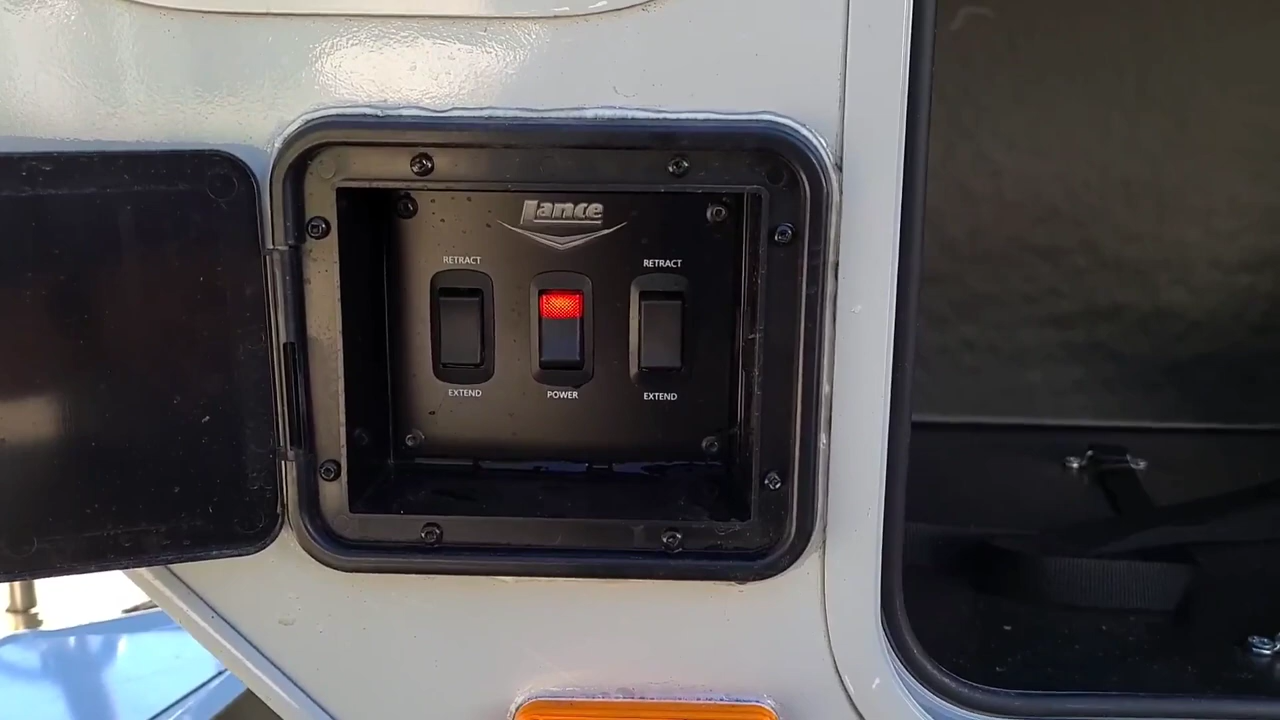 Lance
RETRACT
RETRACT
EXTEND
POWER
EXTEND